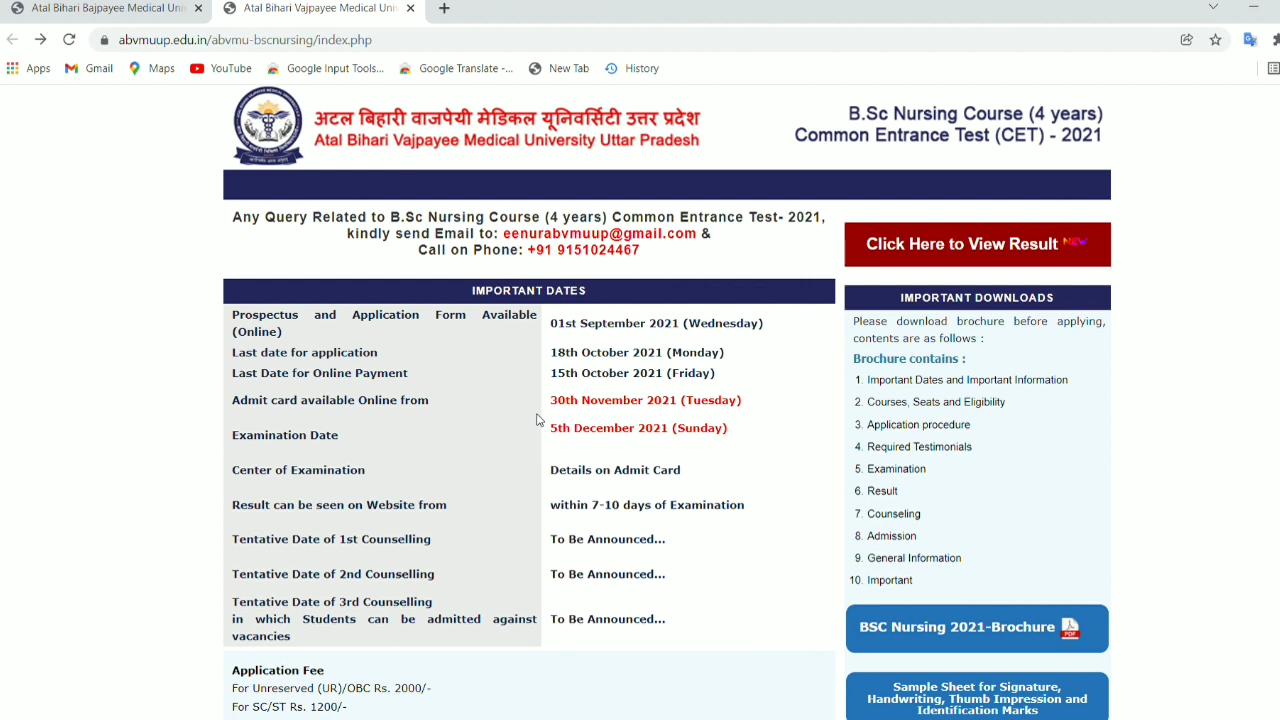 Atal Bihari Bajpayee Medical Uni
Atal Bihari Vajpayee Medical Univ
abvmuup.edu.in/abvmu-bscnursing/index.php
Apps Gmail Maps YouTube Google Input Tools... Google Translate -... New Tab History
अटल बिहारी वाजपेयी मेडिकल यूनिवर्सिटी उत्तर प्रदेश
Atal Bihari Vajpayee Medical University Uttar Pradesh
B.Sc Nursing Course (4 years)
Common Entrance Test (CET) - 2021
Any Query Related to B.Sc Nursing Course (4 years) Common Entrance Test- 2021,
kindly send Email to: eenurabvmuup@gmail.com &
Call on Phone: +91 9151024467
IMPORTANT DATES
Prospectus and Application Form Available
(Online)
01st September 2021 (Wednesday)
Last date for application 18th October 2021 (Monday)
Last Date for Online Payment 15th October 2021 (Friday)
Admit card available Online from 30th November 2021 (Tuesday)
Examination Date 5th December 2021 (Sunday)
Center of Examination Details on Admit Card
Result can be seen on Website from within 7-10 days of Examination
Tentative Date of 1st Counselling To Be Announced...
Tentative Date of 2nd Counselling To Be Announced...
Tentative Date of 3rd Counselling
in which Students can be admitted against
vacancies
To Be Announced...
Application Fee
For Unreserved (UR)/OBC Rs. 2000/-
For SC/ST Rs. 1200/-
Click Here to View Result NEW
IMPORTANT DOWNLOADS
Please download brochure before applying,
contents are as follows :
Brochure contains :
1. Important Dates and Important Information
2. Courses, Seats and Eligibility
3. Application procedure
4. Required Testimonials
5. Examination
6. Result
7. Counseling
8. Admission
9. General Information
10. Important
BSC Nursing 2021-Brochure PDF
Sample Sheet for Signature,
Handwriting, Thumb Impression and
Identification Marks